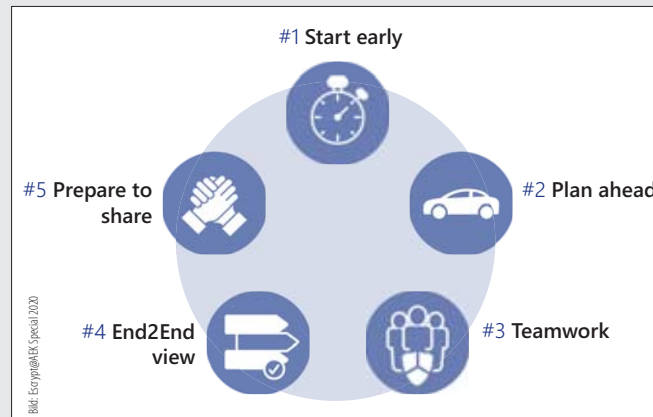 #1 Start early
#2 Plan ahead
#3 Teamwork
#4 End2End
view
#5 Prepare to
share
Bild: Escrypt@AEK Special 2020